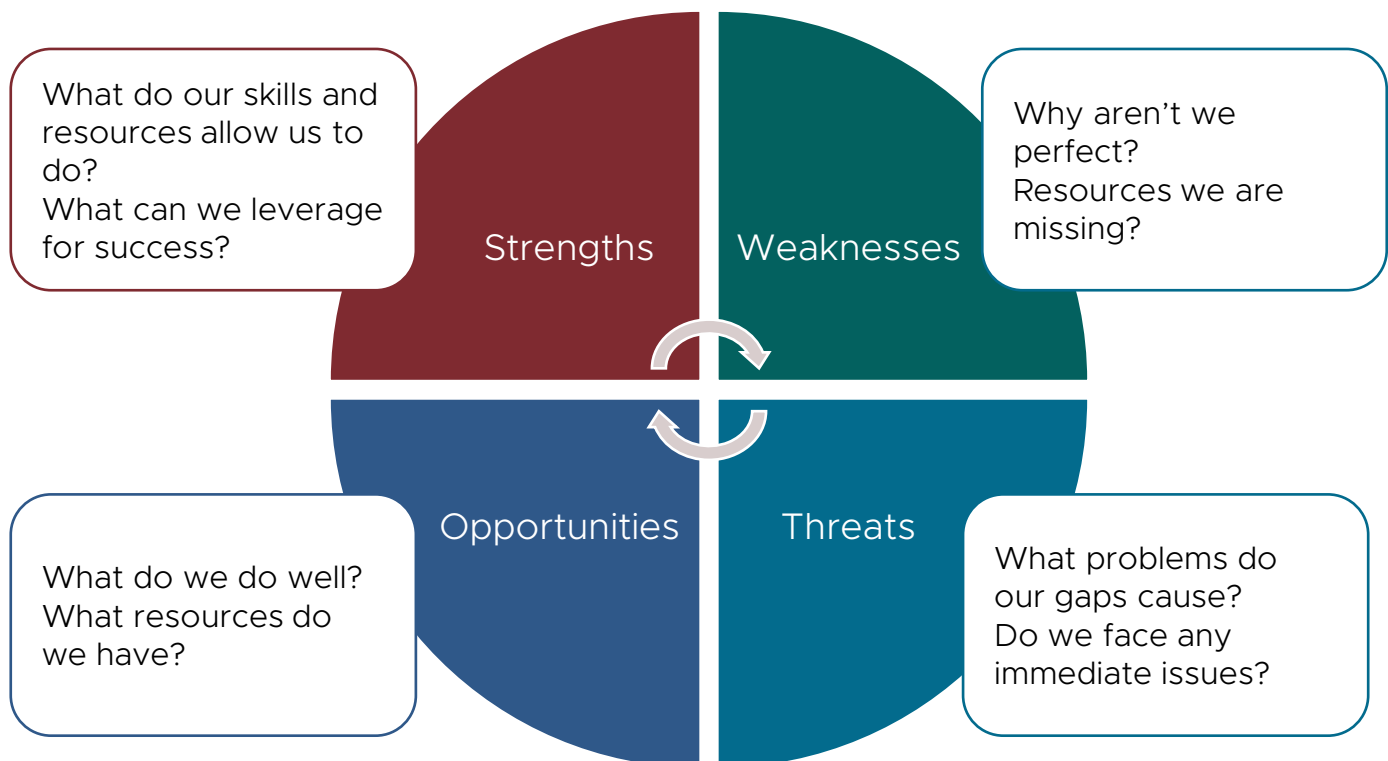 What do our skills and
resources allow us to
do?
What can we leverage
for success?
Strengths
Weaknesses
Why aren’t we
perfect?
Resources we are
missing?
What do we do well?
What resources do
we have?
Opportunities
Threats
What problems do
our gaps cause?
Do we face any
immediate issues?